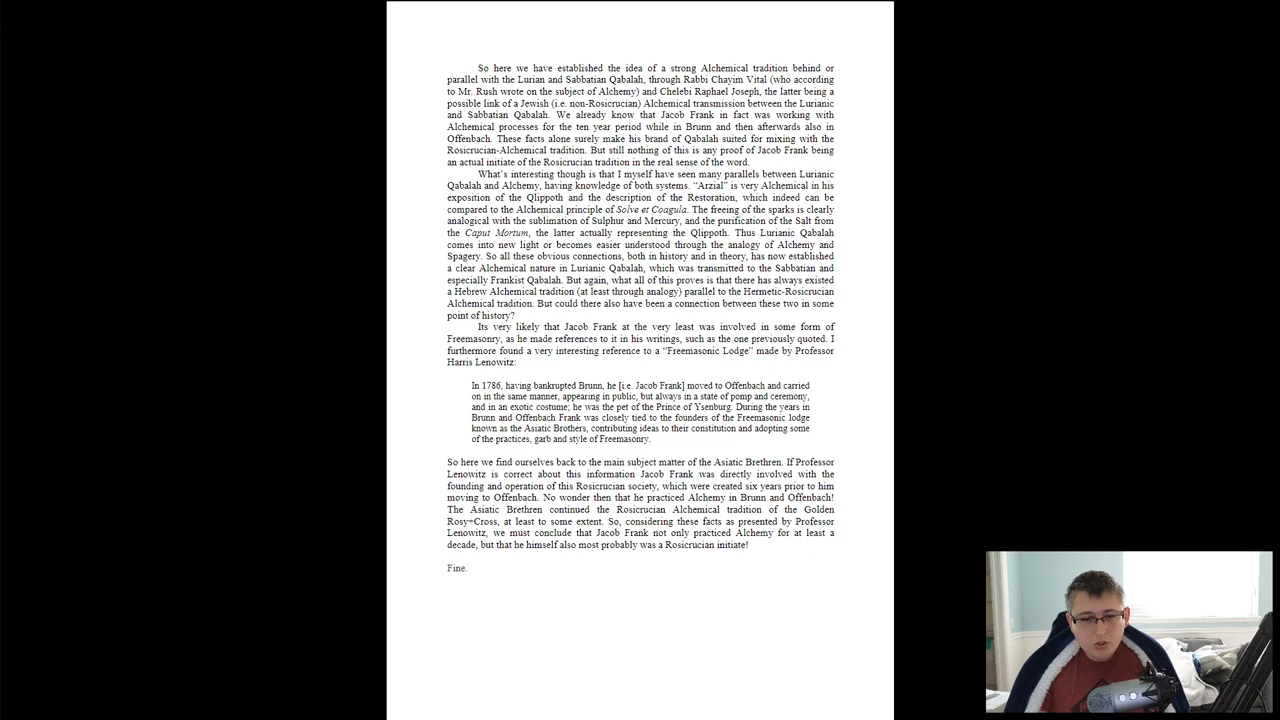 So here we have established the idea of a strong Alchemical tradition behind or
parallel with the Lurian and Sabbatian Qabalah, through Rabbi Chayim Vital (who according
to Mr. Rush wrote on the subject of Alchemy) and Chelebi Raphael Joseph, the latter being a
possible link of a Jewish (i.e. non-Rosicrucian) Alchemical transmission between the Lurianic
and Sabbatian Qabalah. We already know that Jacob Frank in fact was working with
Alchemical processes for the ten year period while in Brunn and then afterwards also in
Offenbach. These facts alone surely make his brand of Qabalah suited for mixing with the
Rosicrucian-Alchemical tradition. But still nothing of this is any proof of Jacob Frank being
an actual initiate of the Rosicrucian tradition in the real sense of the word.
What's interesting though is that I myself have seen many parallels between Lurianic
Qabalah and Alchemy, having knowledge of both systems. “Arzial” is very Alchemical in his
exposition of the Qlippoth and the description of the Restoration, which indeed can be
compared to the Alchemical principle of Solve et Coagula. The freeing of the sparks is clearly
analogical with the sublimation of Sulphur and Mercury, and the purification of the Salt from
the Caput Mortum, the latter actually representing the Qlippoth. Thus Lurianic Qabalah
comes into new light or becomes easier understood through the analogy of Alchemy and
Spagery. So all these obvious connections, both in history and in theory, has now established
a clear Alchemical nature in Lurianic Qabalah, which was transmitted to the Sabbatian and
especially Frankist Qabalah. But again, what all of this proves is that there has always existed
a Hebrew Alchemical tradition (at least through analogy) parallel to the Hermetic-Rosicrucian
Alchemical tradition. But could there also have been a connection between these two in some
point of history?
Its very likely that Jacob Frank at the very least was involved in some form of
Freemasonry, as he made references to it in his writings, such as the one previously quoted. I
furthermore found a very interesting reference to a “Freemasonic Lodge” made by Professor
Harris Lenowitz:
In 1786, having bankrupted Brunn, he [i.e. Jacob Frank] moved to Offenbach and carried
on in the same manner, appearing in public, but always in a state of pomp and ceremony,
and in an exotic costume; he was the pet of the Prince of Ysenburg. During the years in
Brunn and Offenbach Frank was closely tied to the founders of the Freemasonic lodge
known as the Asiatic Brothers, contributing ideas to their constitution and adopting some
of the practices, garb and style of Freemasonry.
So here we find ourselves back to the main subject matter of the Asiatic Brethren. If Professor
Lenowitz is correct about this information Jacob Frank was directly involved with the
founding and operation of this Rosicrucian society, which were created six years prior to him
moving to Offenbach. No wonder then that he practiced Alchemy in Brunn and Offenbach!
The Asiatic Brethren continued the Rosicrucian Alchemical tradition of the Golden
Rosy+Cross, at least to some extent. So, considering these facts as presented by Professor
Lenowitz, we must conclude that Jacob Frank not only practiced Alchemy for at least a
decade, but that he himself also most probably was a Rosicrucian initiate!
Fine.